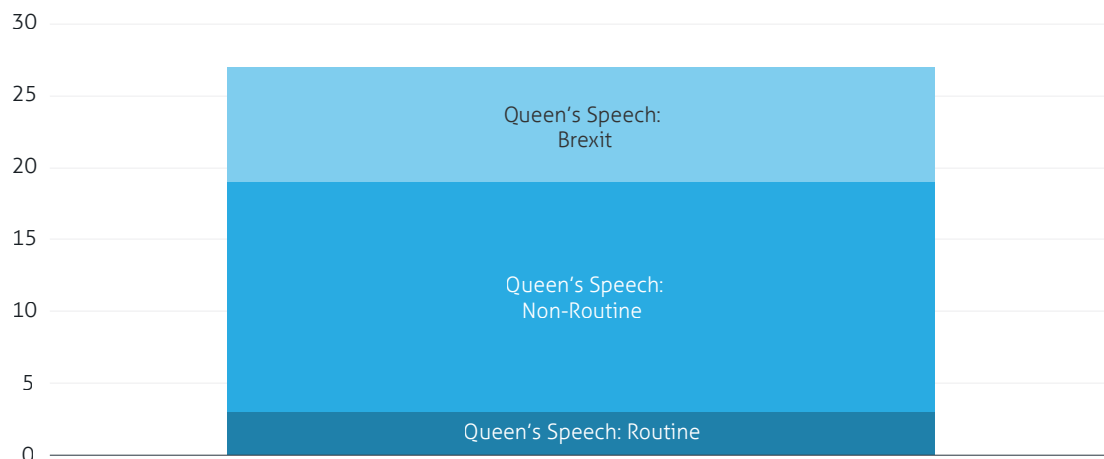 30
25
Queen’s Speech:
Brexit
20
15
Queen’s Speech:
Non-Routine
10
5
Queen’s Speech: Routine
0